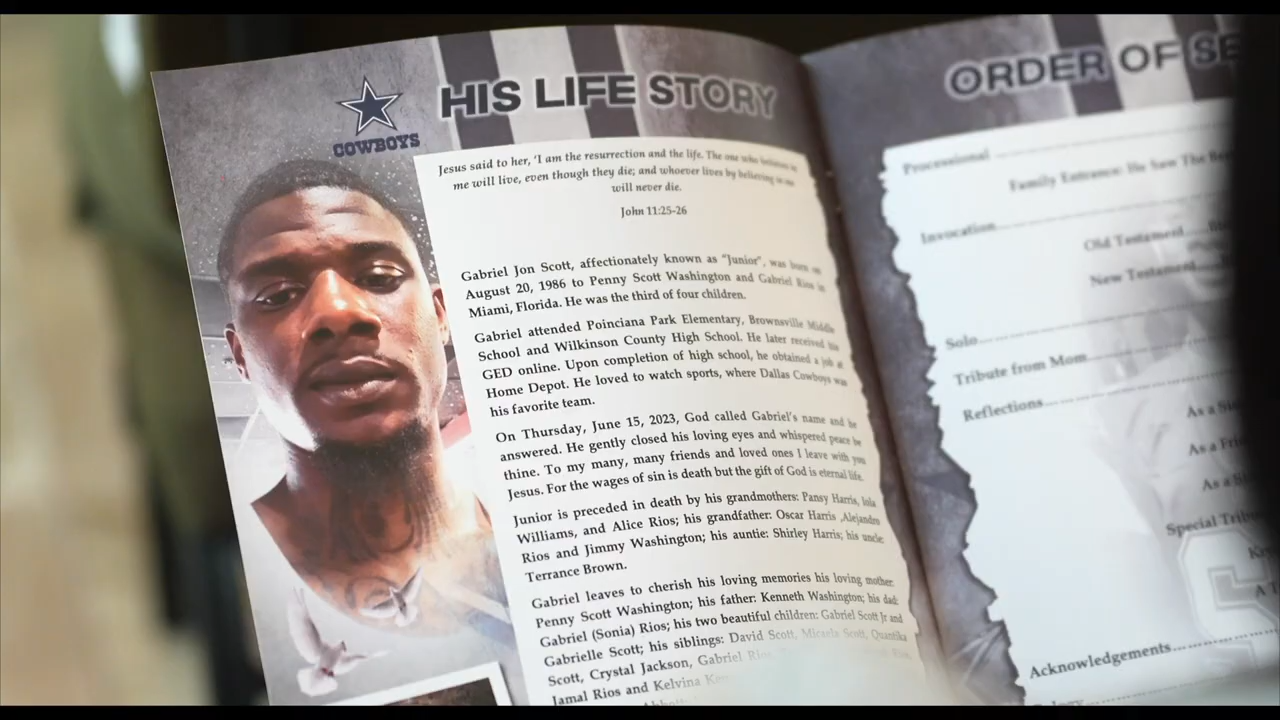 COWBOYS
HIS LIFE STORY
Jesus said to her, 'I am the resurrection and the life. The one who believes in
me will live, even though they die; and whoever lives by believing in me
will never die.
John 11:25-26
Gabriel Jon Scott, affectionately known as "Junior", was born on
August 20, 1986 to Penny Scott Washington and Gabriel Rios in
Miami, Florida. He was the third of four children.
Gabriel attended Poinciana Park Elementary, Brownsville Middle
School and Wilkinson County High School. He later received his
GED online. Upon completion of high school, he obtained a job at
Home Depot. He loved to watch sports, where Dallas Cowboys was
his favorite team.
On Thursday, June 15, 2023, God called Gabriel's name and he
answered. He gently closed his loving eyes and whispered peace be
thine. To my many, many friends and loved ones I leave with you
Jesus. For the wages of sin is death but the gift of God is eternal life.
Junior is preceded in death by his grandmothers: Pansy Harris, Iola
Williams, and Alice Rios; his grandfather: Oscar Harris ,Alejandro
Rios and Jimmy Washington; his auntie: Shirley Harris; his uncle:
Terrance Brown.
Gabriel leaves to cherish his loving memories his loving mother:
Penny Scott Washington; his father: Kenneth Washington; his dad:
Gabriel (Sonia) Rios; his two beautiful children: Gabriel Scott Jr and
Gabrielle Scott; his siblings: David Scott, Micaela Scott, Quantika
Scott, Crystal Jackson, Gabriel
Jamal Rios and Kelvina
ORDER OF SE
Processional
Family Entrance: He Saw The
Invocation
Old Testament
New Testament
Solo
Tribute from Mom
Reflections
As a
As a
As a
Special
Acknowledgements